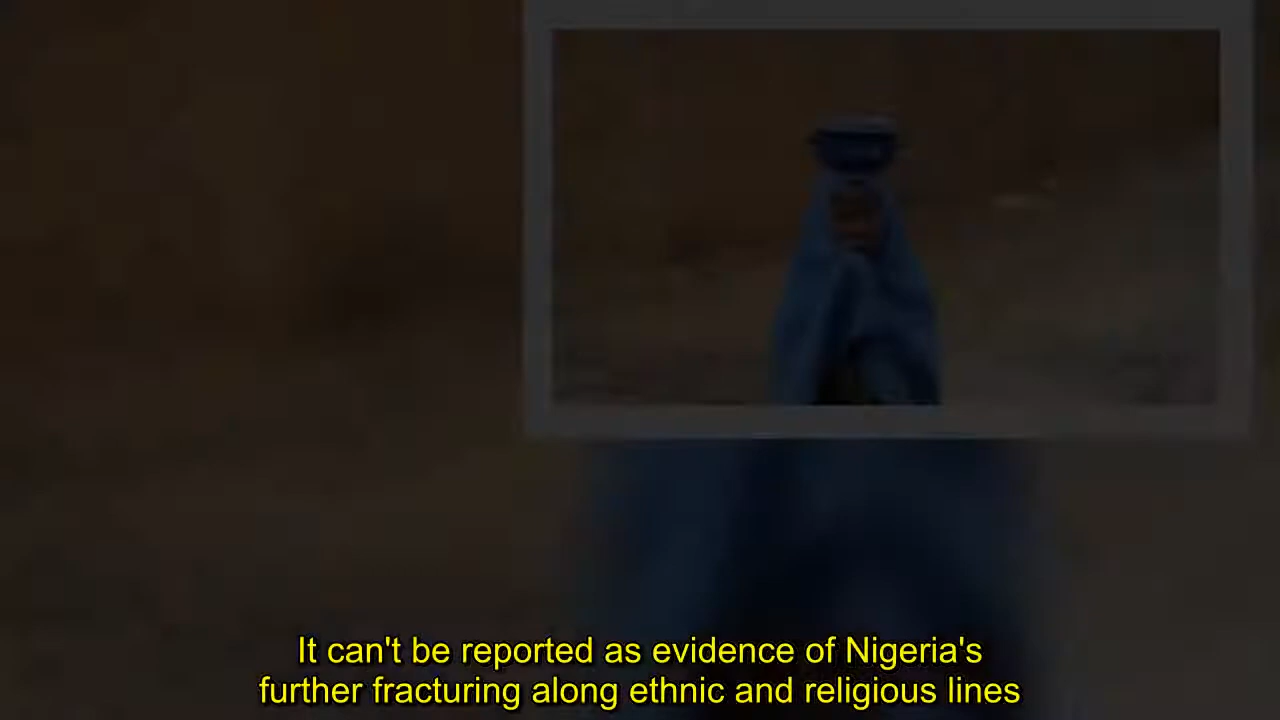 It can't be reported as evidence of Nigeria's
further fracturing along ethnic and religious lines